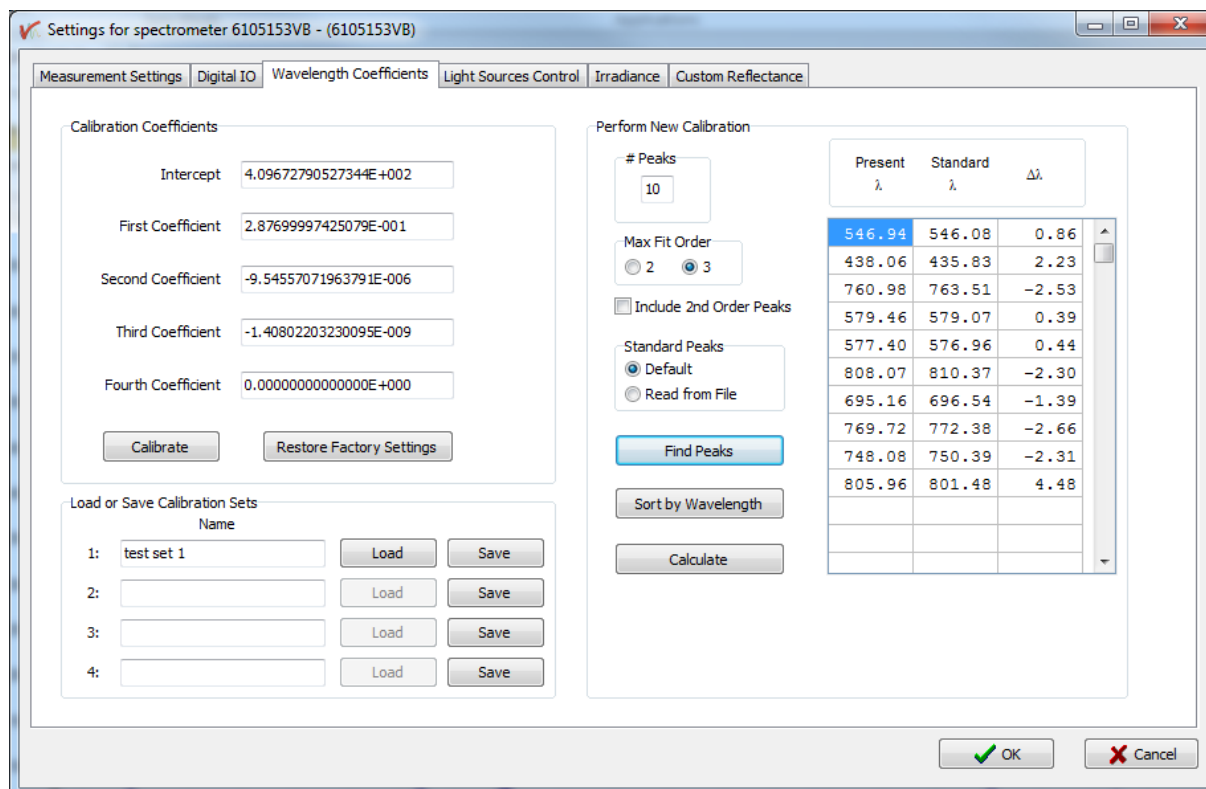 Settings for spectrometer 6105153VB - (6105153VB)
Measurement Settings Digital IO Wavelength Coefficients Light Sources Control Irradiance Custom Reflectance
Calibration Coefficients
Intercept 4.09672790527344E+002
First Coefficient 2.87699997425079E-001
Second Coefficient -9.54557071963791E-006
Third Coefficient -1.40802203230095E-009
Fourth Coefficient 0.00000000000000E+000
Calibrate Restore Factory Settings
Load or Save Calibration Sets
Name
1: test set 1 Load Save
2: Load Save
3: Load Save
4: Load Save
Perform New Calibration
# Peaks
10
Max Fit Order
2 3
Include 2nd Order Peaks
Standard Peaks
Default
Read from File
Find Peaks
Sort by Wavelength
Calculate
Present λ Standard λ Δλ
546.94 546.08 0.86
438.06 435.83 2.23
760.98 763.51 -2.53
579.46 579.07 0.39
577.40 576.96 0.44
808.07 810.37 -2.30
695.16 696.54 -1.39
769.72 772.38 -2.66
748.08 750.39 -2.31
805.96 801.48 4.48
OK Cancel